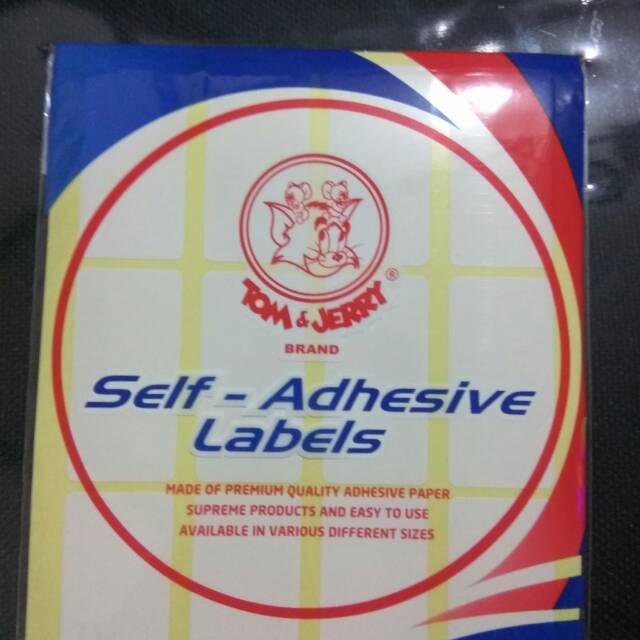 TOM & JERRY ®
BRAND
Self - Adhesive
Labels
MADE OF PREMIUM QUALITY ADHESIVE PAPER
SUPREME PRODUCTS AND EASY TO USE
AVAILABLE IN VARIOUS DIFFERENT SIZES